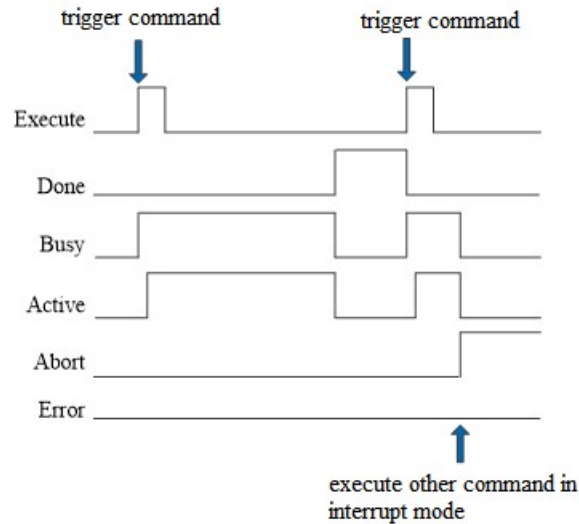 trigger command
trigger command
Execute
Done
Busy
Active
Abort
Error
execute other command in
interrupt mode